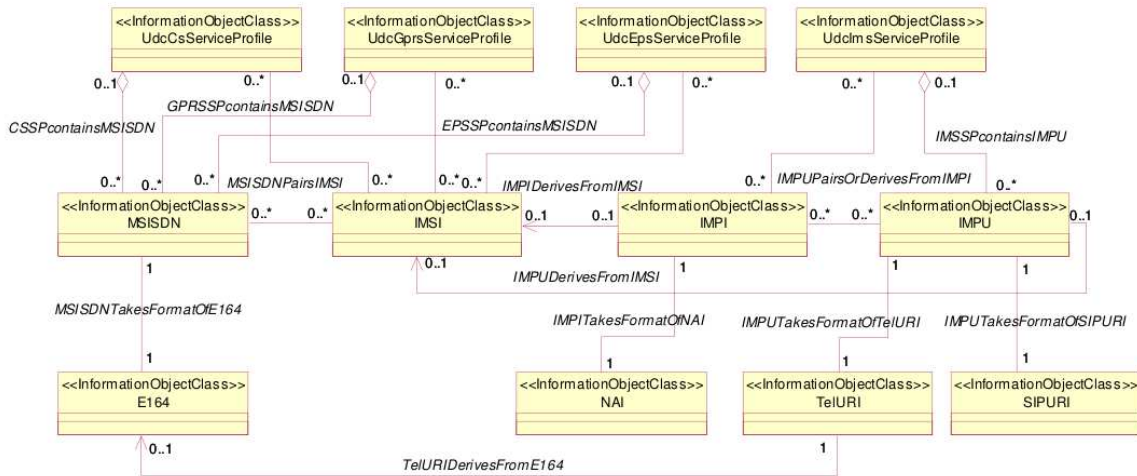 <<InformationObjectClass>>
UdcCsServiceProfile
<<InformationObjectClass>>
UdcGprsServiceProfile
<<InformationObjectClass>>
UdcEpsServiceProfile
<<InformationObjectClass>>
UdcImsServiceProfile
0..1
0..*
0..1
0..*
0..1
0..*
0..*
0..1
GPRSSPcontainsMSISDN
CSSPcontainsMSISDN
EPSSPcontainsMSISDN
IMSSPcontainsIMPU
0..*
0..*
0..*
MSISDNPairsIMSI
0..*
0..*
0..*
IMPIDerivesFromIMSI
0..*
IMPUPairsOrDerivesFromIMPI
0..*
<<InformationObjectClass>>
MSISDN
0..*
0..*
<<InformationObjectClass>>
IMSI
0..1
0..1
<<InformationObjectClass>>
IMPI
0..*
0..*
<<InformationObjectClass>>
IMPU
0..1
1
0..1
IMPUDerivesFromIMSI
1
1
1
MSISDNTakesFormatOfE164
IMPITakesFormatOfNAI
IMPUTakesFormatOfTelURI
IMPUTakesFormatOfSIPURI
1
1
1
1
<<InformationObjectClass>>
E164
<<InformationObjectClass>>
NAI
<<InformationObjectClass>>
TelURI
<<InformationObjectClass>>
SIPURI
0..1
TelURIDerivesFromE164
1